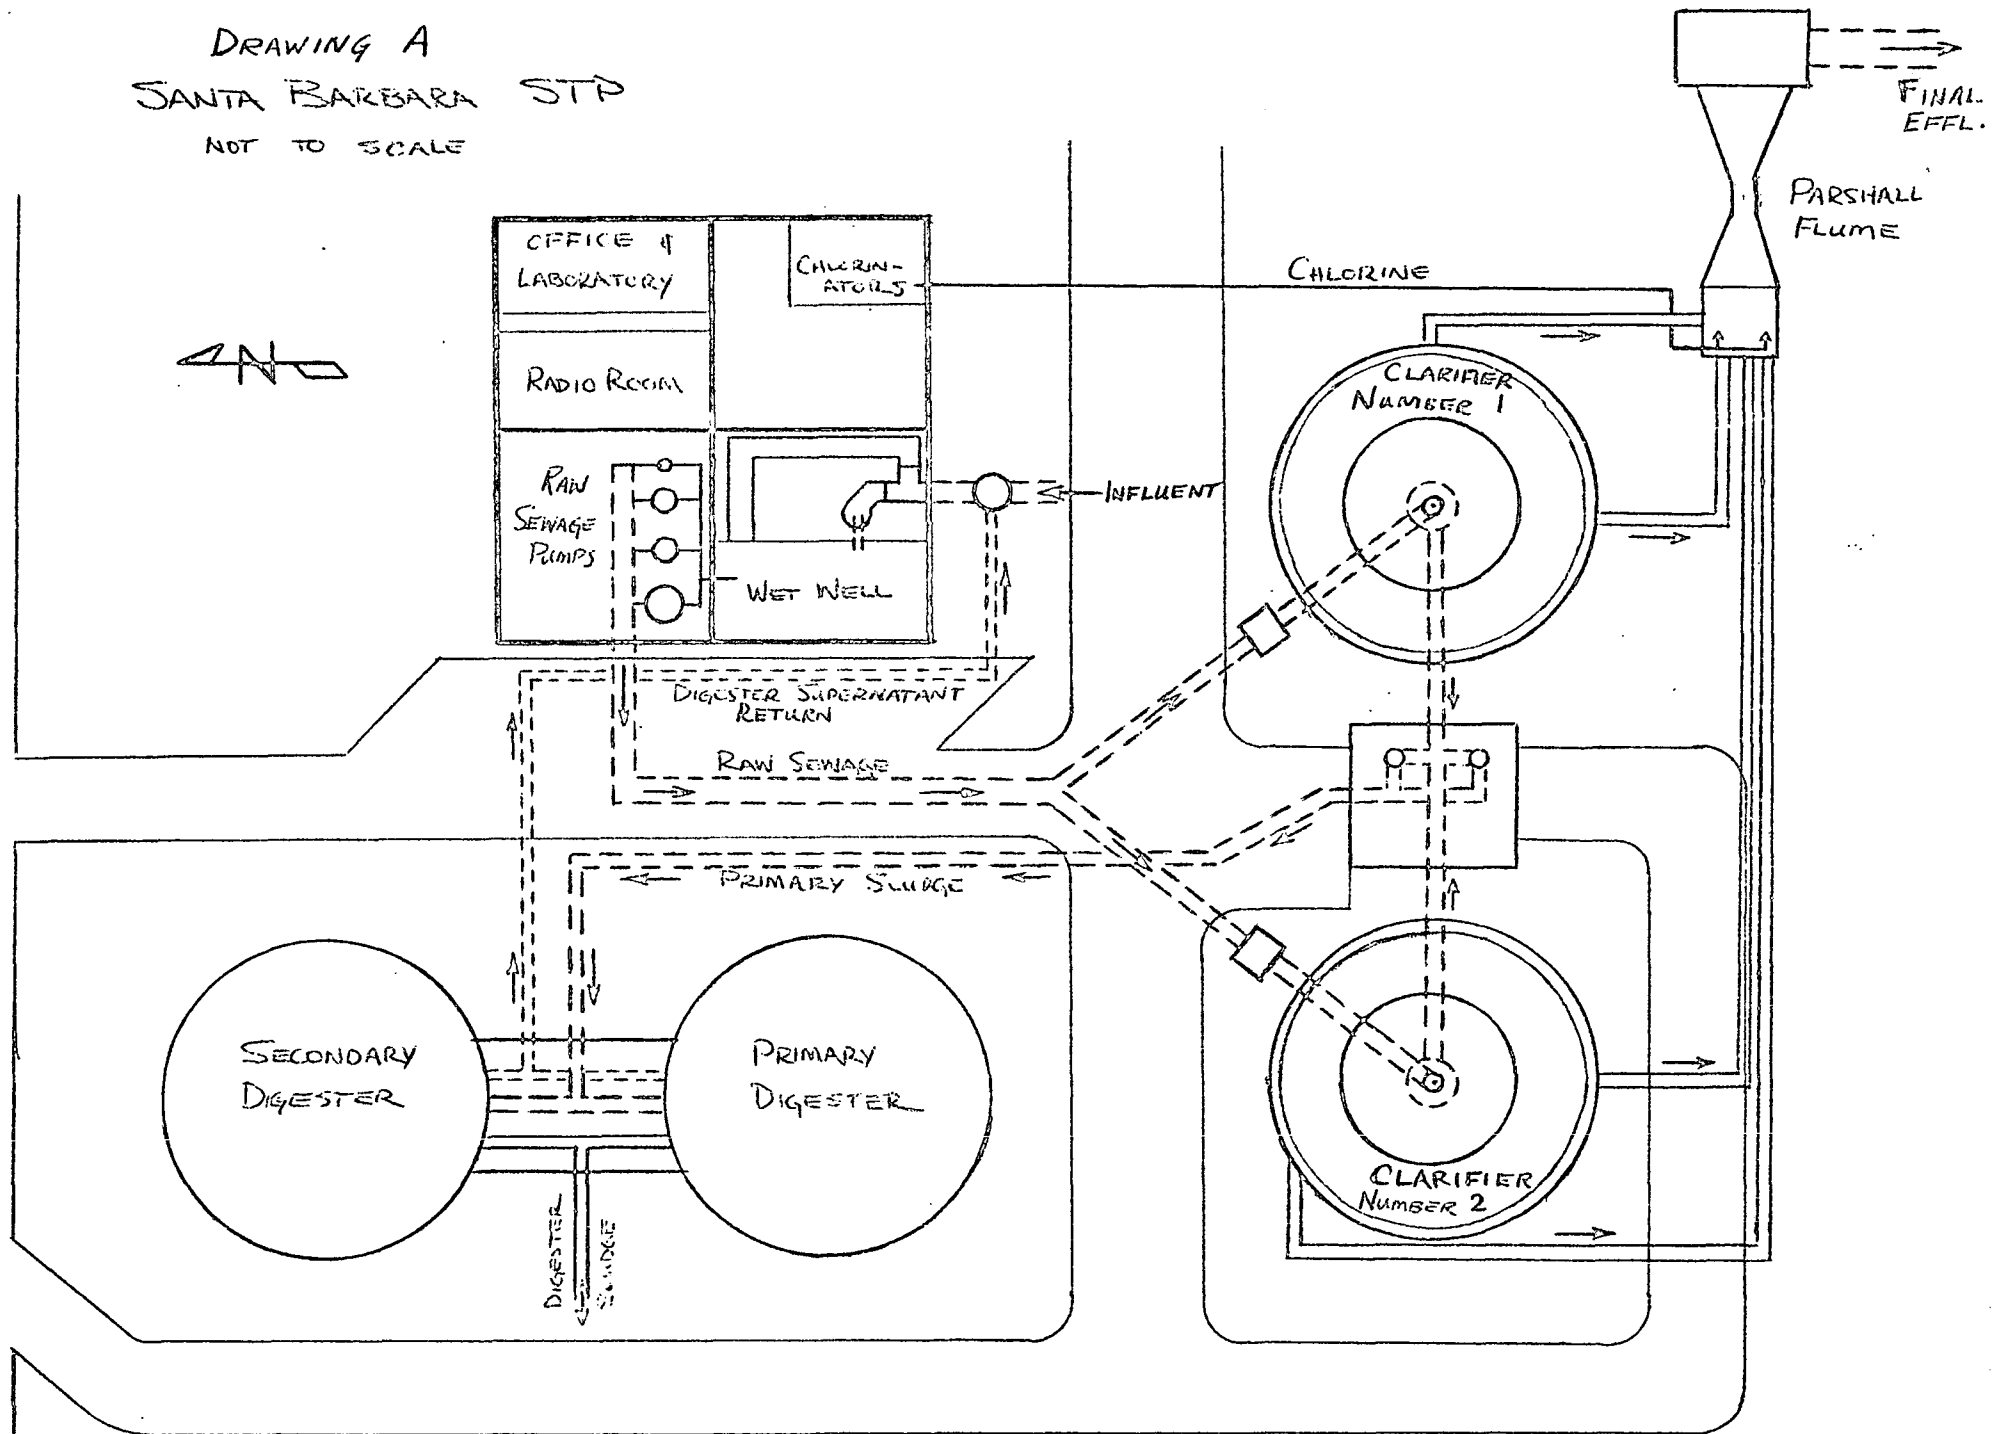 DRAWING A
SANTA BARBARA STP
NOT TO SCALE
FINAL
EFFL.
PARSHALL
FLUME
OFFICE &
LABORATORY
CHLORIN-
ATORS
CHLORINE
N
RADIO ROOM
CLARIFIER
NUMBER 1
RAW
SEWAGE
PUMPS
INFLUENT
WET WELL
DIGESTER SUPERNATANT
RETURN
RAW SEWAGE
PRIMARY SLUDGE
SECONDARY
DIGESTER
PRIMARY
DIGESTER
CLARIFIER
NUMBER 2
DIGESTER
SLUDGE